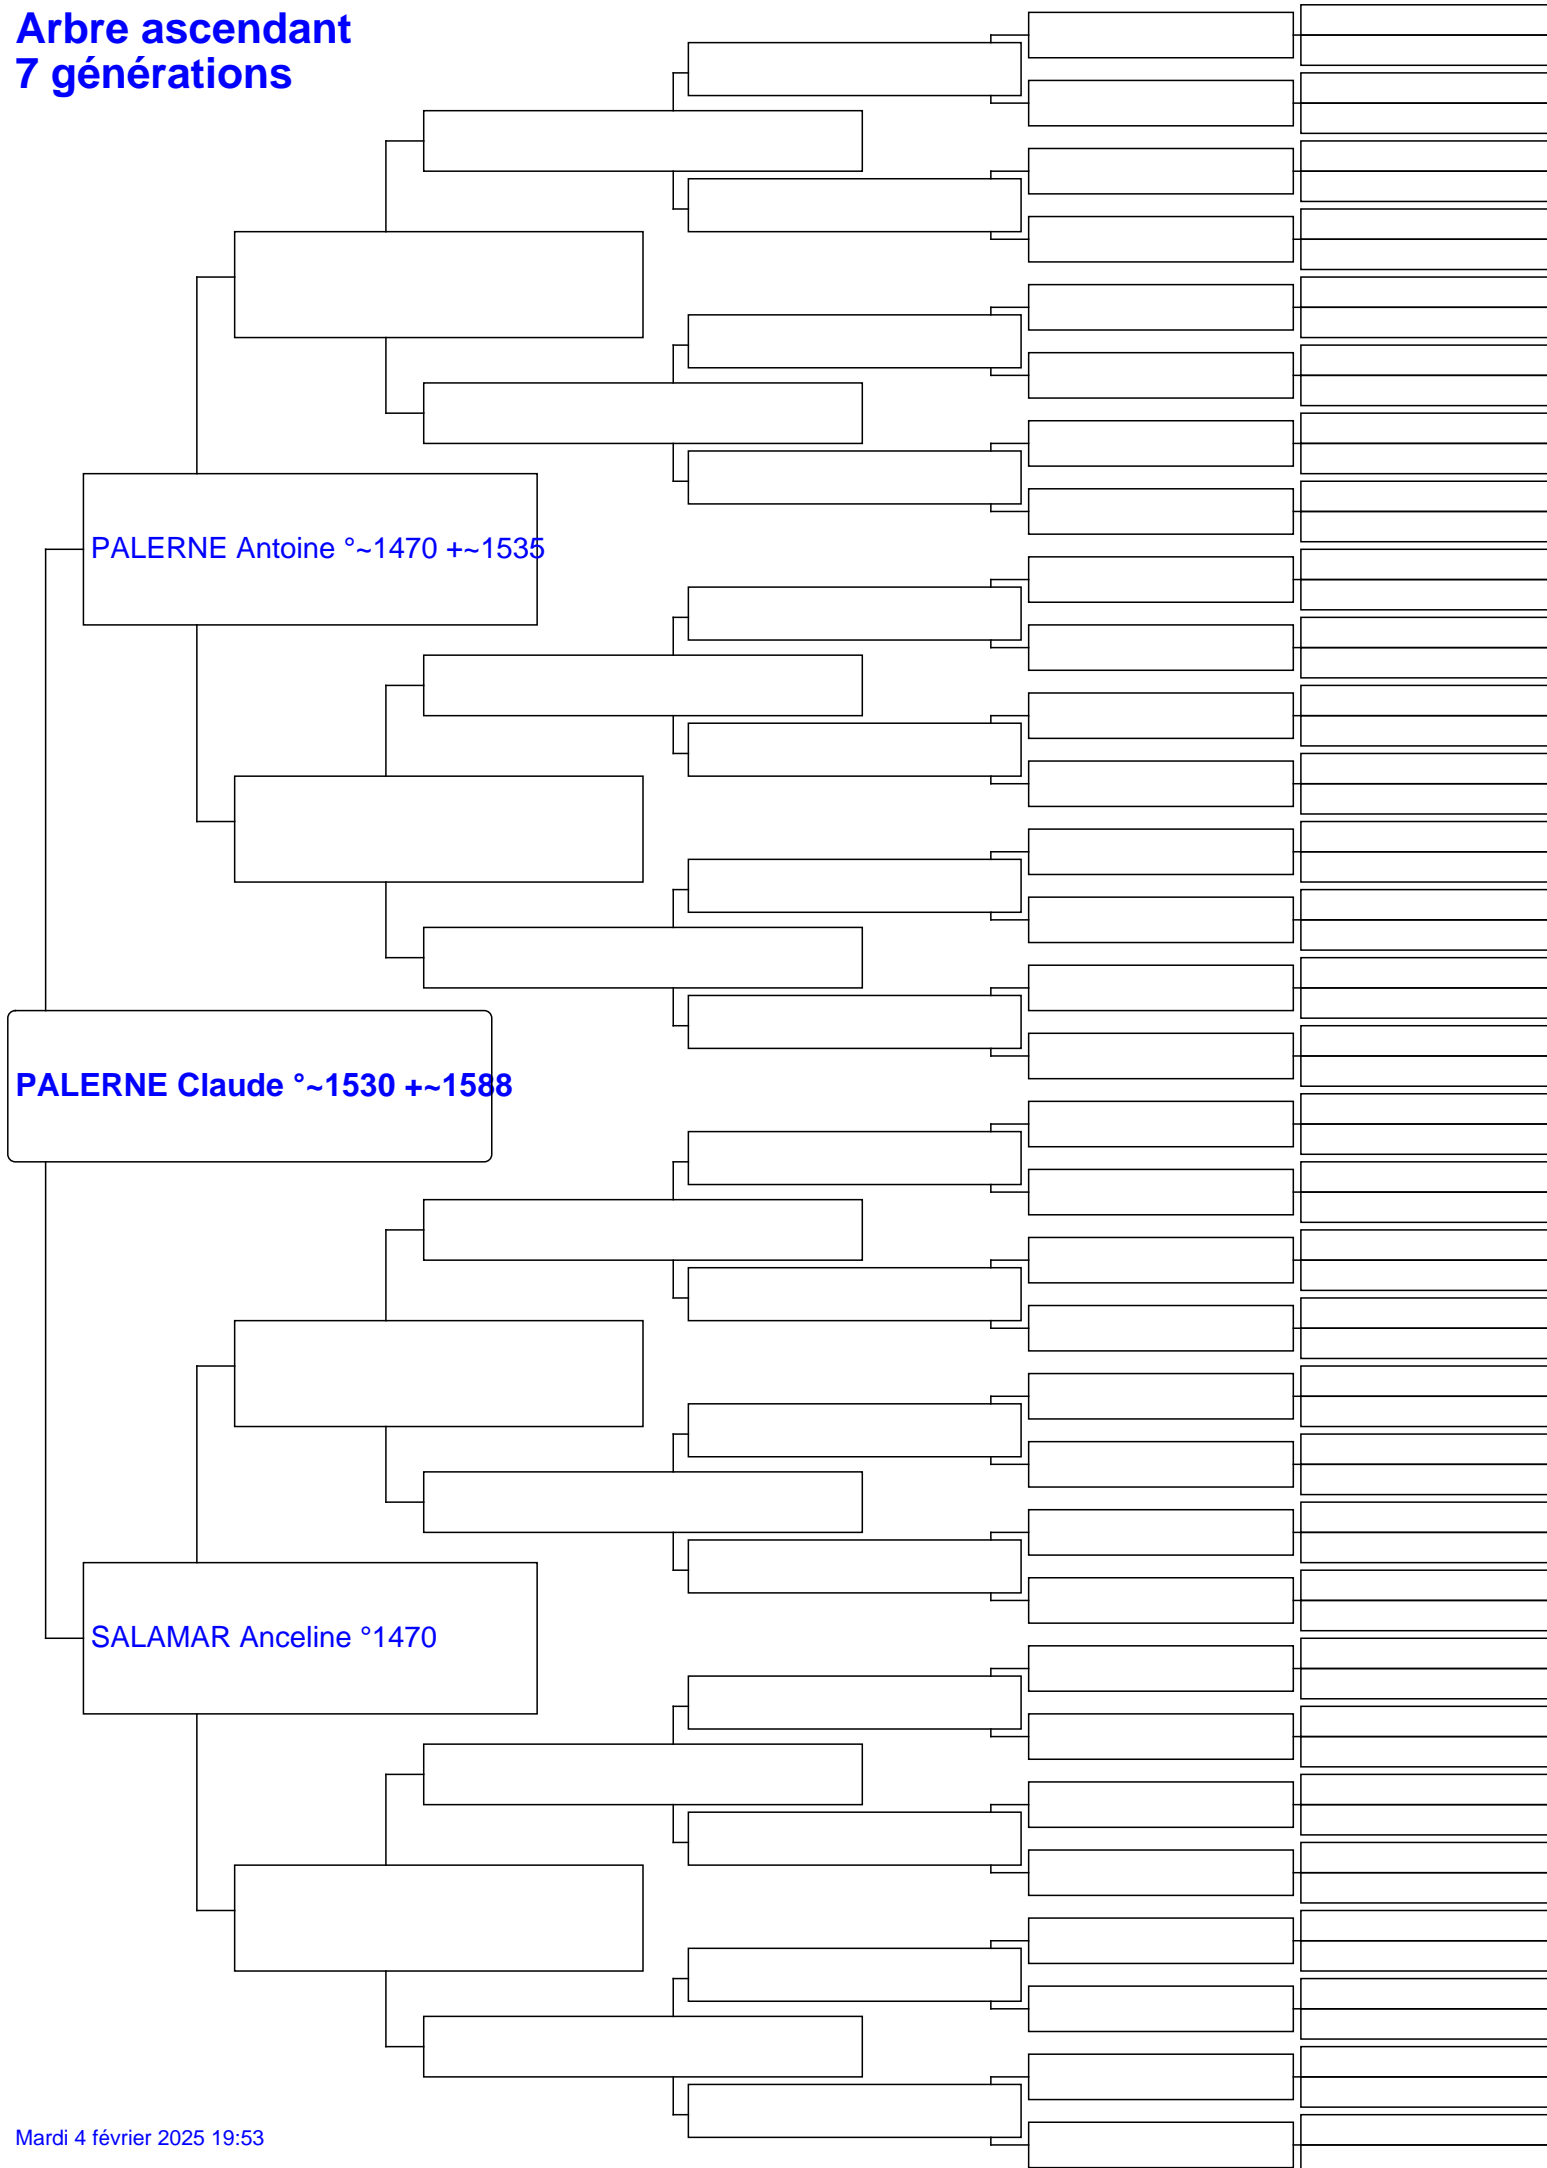 Arbre ascendant
7 générations
PALERNE Antoine °~1470 +~1535
PALERNE Claude °~1530 +~1588
SALAMAR Anceline °1470
Mardi 4 février 2025 19:53